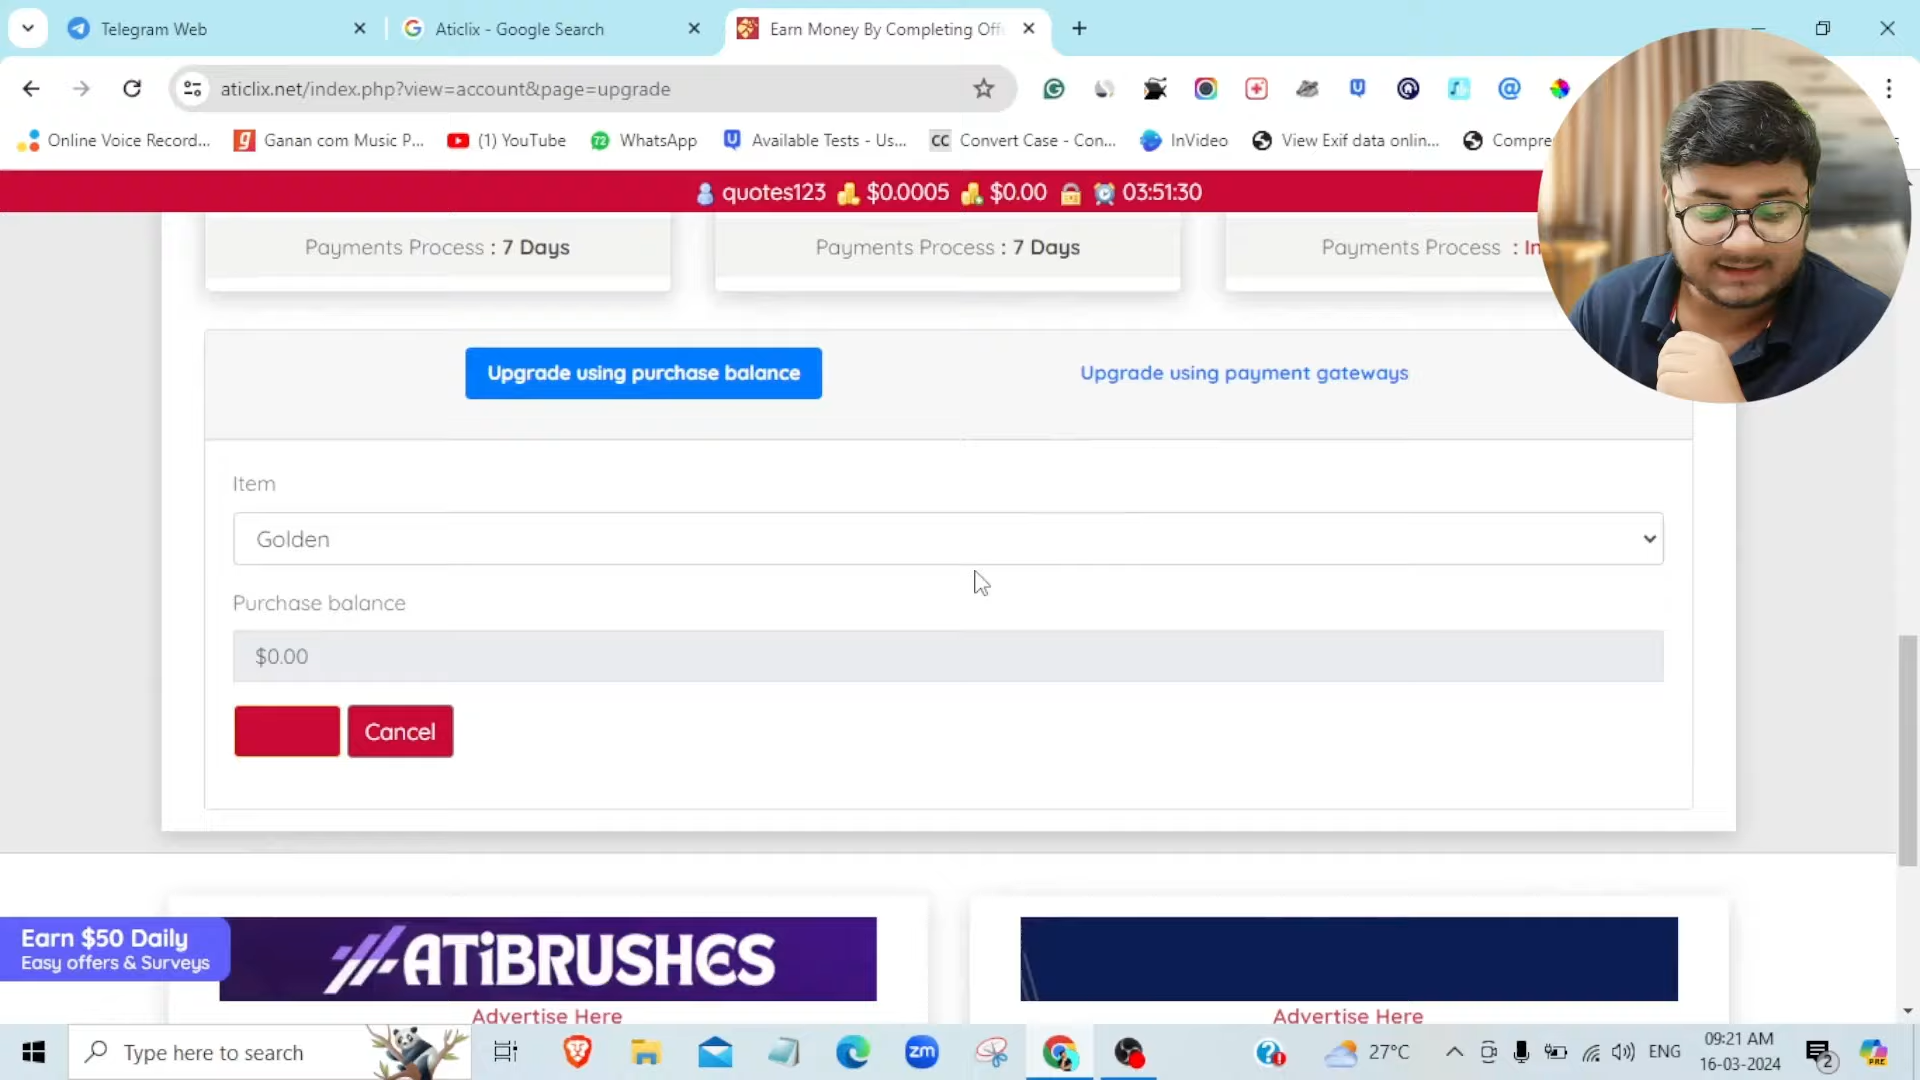 Telegram Web
Aticlix - Google Search
Earn Money By Completing Off
aticlix.net/index.php?view=account&page=upgrade
Online Voice Record...
Ganan com Music P...
(1) YouTube
WhatsApp
Available Tests - Us...
CC Convert Case - Con...
InVideo
View Exif data onlin...
Compre
quotes123 $0.0005 $0.00 03:51:30
Payments Process : 7 Days
Payments Process : 7 Days
Payments Process : In
Upgrade using purchase balance
Upgrade using payment gateways
Item
Golden
Purchase balance
$0.00
Cancel
Earn $50 Daily
Easy offers & Surveys
ATiBRUSHES
Advertise Here
Advertise Here
Type here to search
zm
27°C
ENG
09:21 AM
16-03-2024
2
PRE